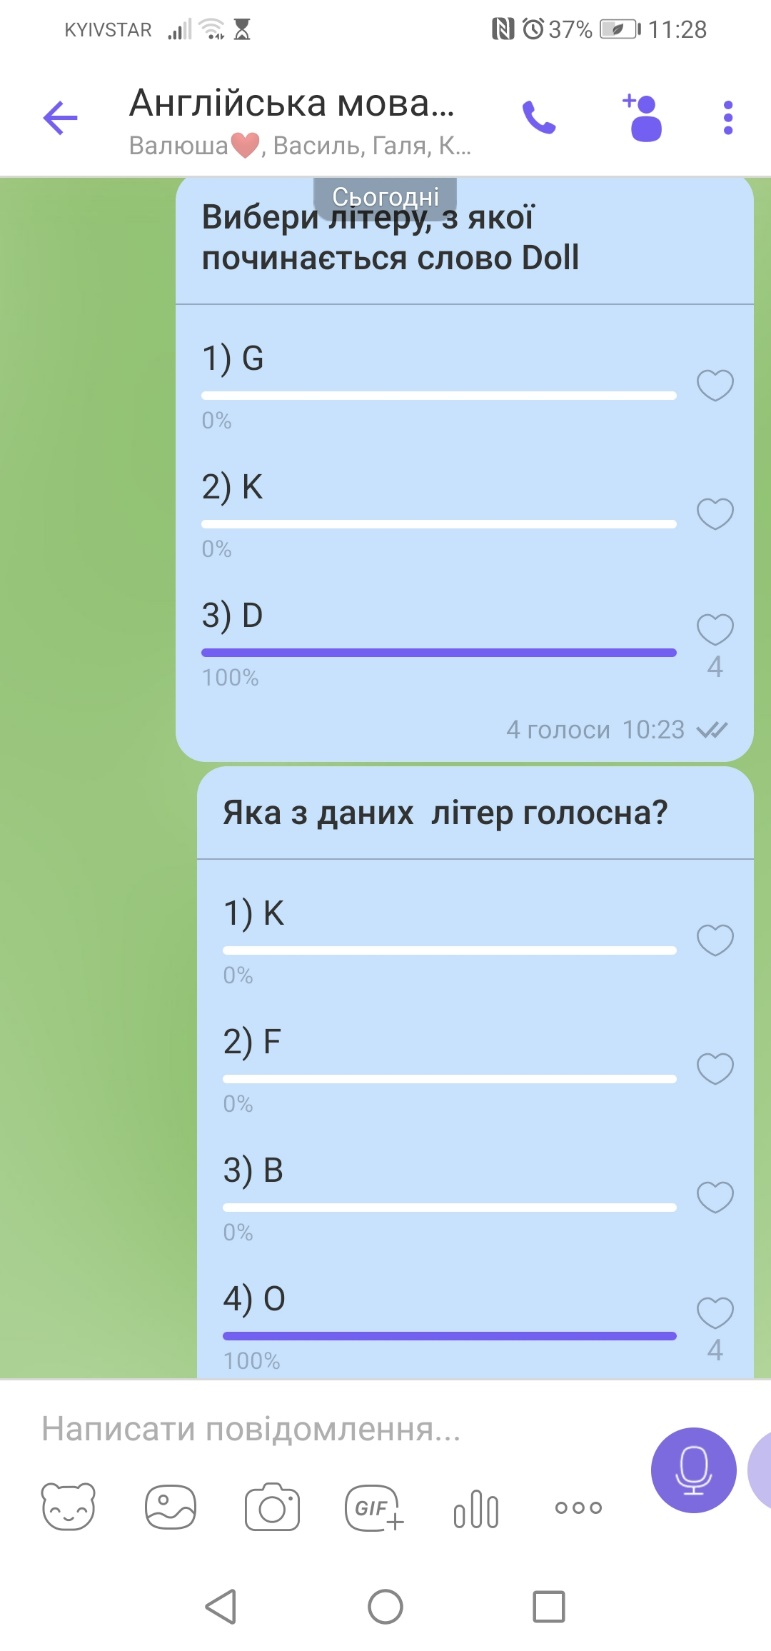 KYIVSTAR 37% 11:28
Англійська мова...
Валюша❤️, Василь, Галя, К...
Сьогодні
Вибери літеру, з якої
починається слово Doll
1) G
0%
2) K
0%
3) D
100%
4
4 голоси 10:23
Яка з даних літер голосна?
1) K
0%
2) F
0%
3) B
0%
4) O
100%
4
Написати повідомлення...
GIF